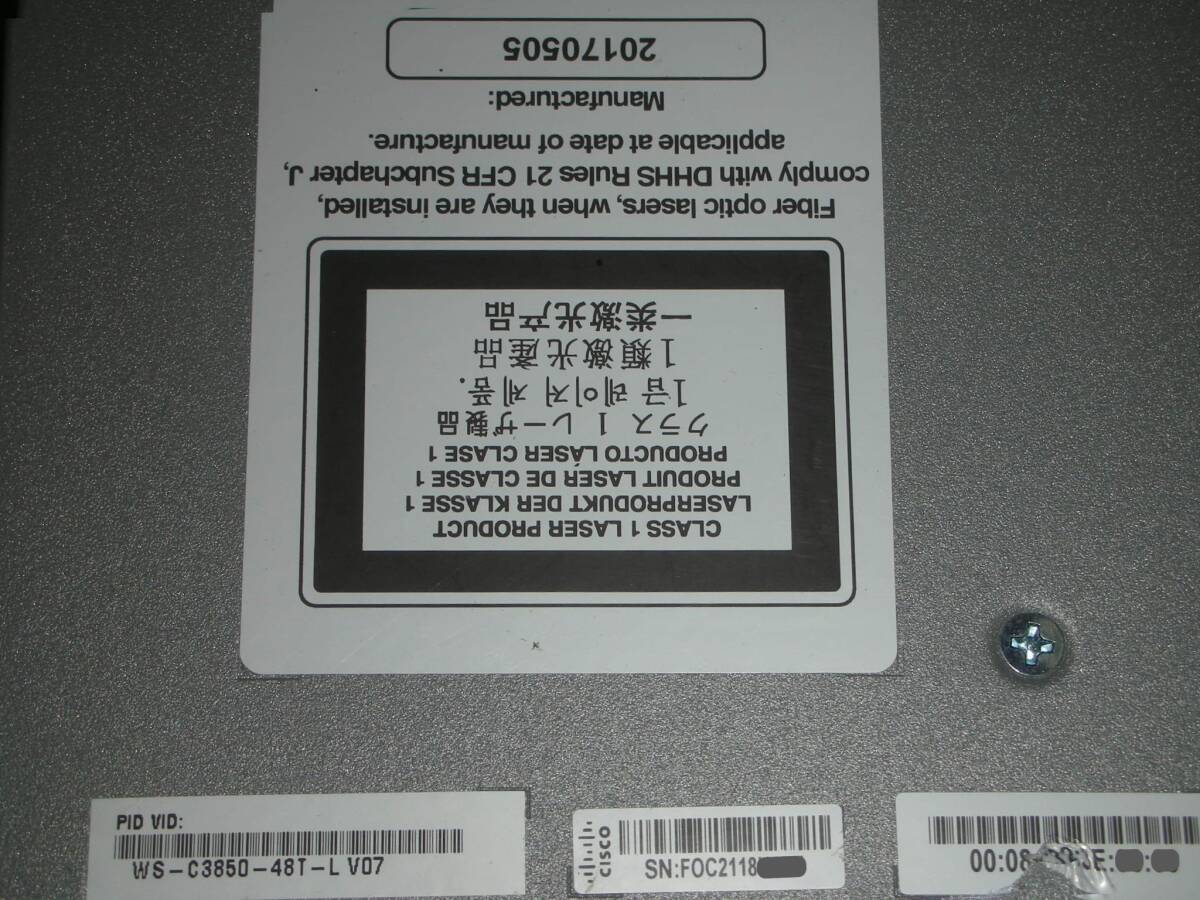 CLASS 1 LASER PRODUCT
LASERPRODUKT DER KLASSE 1
PRODUIT LASER DE CLASSE 1
PRODUCTO LÁSER CLASE 1
クラス 1 レーザ製品
1급 레이저 제품.
1類激光產品
一类激光产品
Fiber optic lasers, when they are installed,
comply with DHHS Rules 21 CFR Subchapter J,
applicable at date of manufacture.
Manufactured:
20170505
PID VID:
WS-C3850-48T-L V07
CISCO
SN:FOC2118
00:08